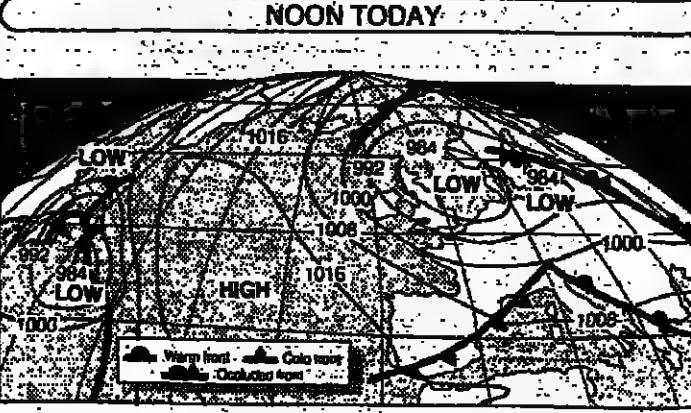 NOON TODAY
1016
984
LOW
992
984
LOW
1000
LOW
1008
1000
992
984
LOW
1016
HIGH
1000
1008
Warm front Cold front
Occluded front